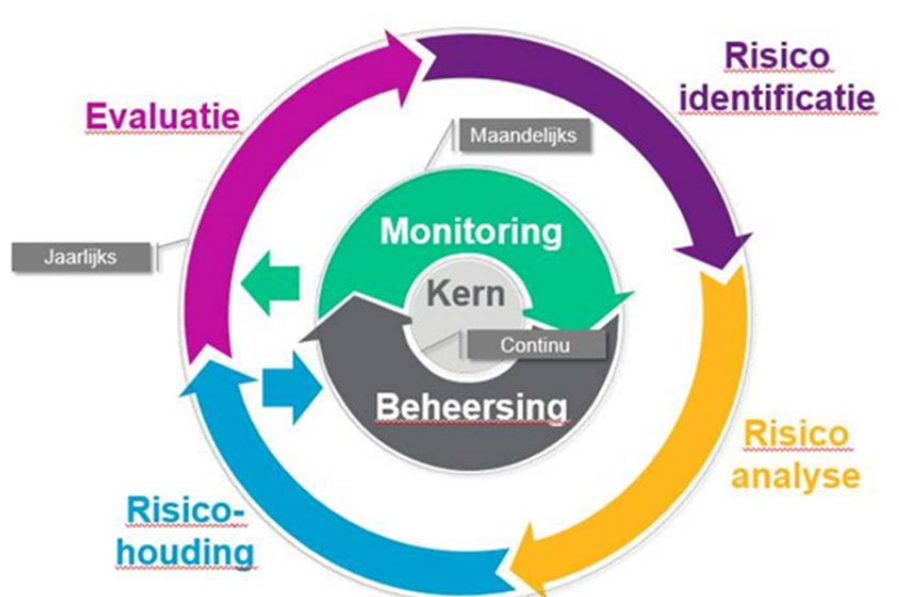 Risico
identificatie
Evaluatie
Maandelijks
Monitoring
Jaarlijks
Kern
Continu
Beheersing
Risico
analyse
Risico-
houding